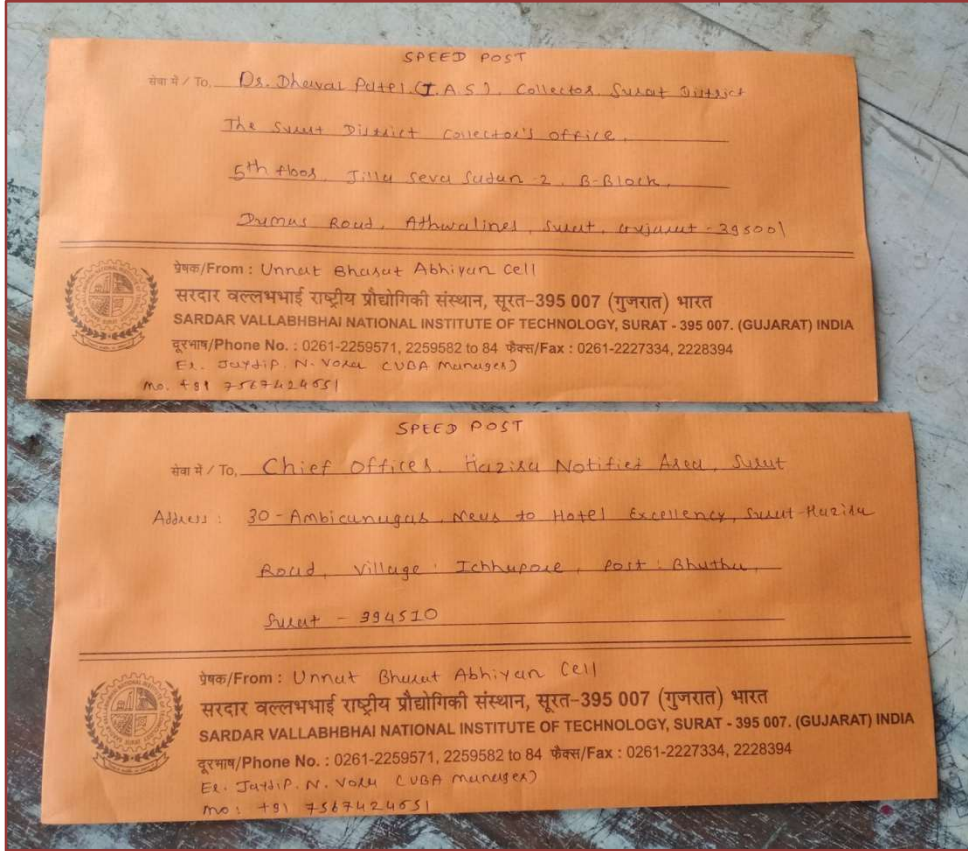 SPEED POST
सेवा में / To, Dr. Dhaval Patel (I.A.S), Collector, Surat District
The Surat District Collector's office,
5th floor, Jilla Seva Sadan-2, B-Block,
Dumas Road, Athwalines, Surat, Gujarat - 395001
प्रेषक/From : Unnat Bharat Abhiyan Cell
सरदार वल्लभभाई राष्ट्रीय प्रौद्योगिकी संस्थान, सूरत-395 007 (गुजरात) भारत
SARDAR VALLABHBHAI NATIONAL INSTITUTE OF TECHNOLOGY, SURAT - 395 007. (GUJARAT) INDIA
दूरभाष/Phone No. : 0261-2259571, 2259582 to 84 फॅक्स/Fax : 0261-2227334, 2228394
Er. Jaydip. N. Vora (UBA Manager)
Mo. +91 7567424651
SPEED POST
सेवा में / To, Chief Officer, Hazira Notified Area, Surat
Address : 30-Ambicanagar, Near to Hotel Excellency, Surat-Hazira
Road, Village : Ichhapore, Post : Bhatha,
Surat - 394510
प्रेषक/From : Unnat Bharat Abhiyan Cell
सरदार वल्लभभाई राष्ट्रीय प्रौद्योगिकी संस्थान, सूरत-395 007 (गुजरात) भारत
SARDAR VALLABHBHAI NATIONAL INSTITUTE OF TECHNOLOGY, SURAT - 395 007. (GUJARAT) INDIA
दूरभाष/Phone No. : 0261-2259571, 2259582 to 84 फॅक्स/Fax : 0261-2227334, 2228394
Er. Jaydip. N. Vora (UBA Manager)
Mo : +91 7567424651